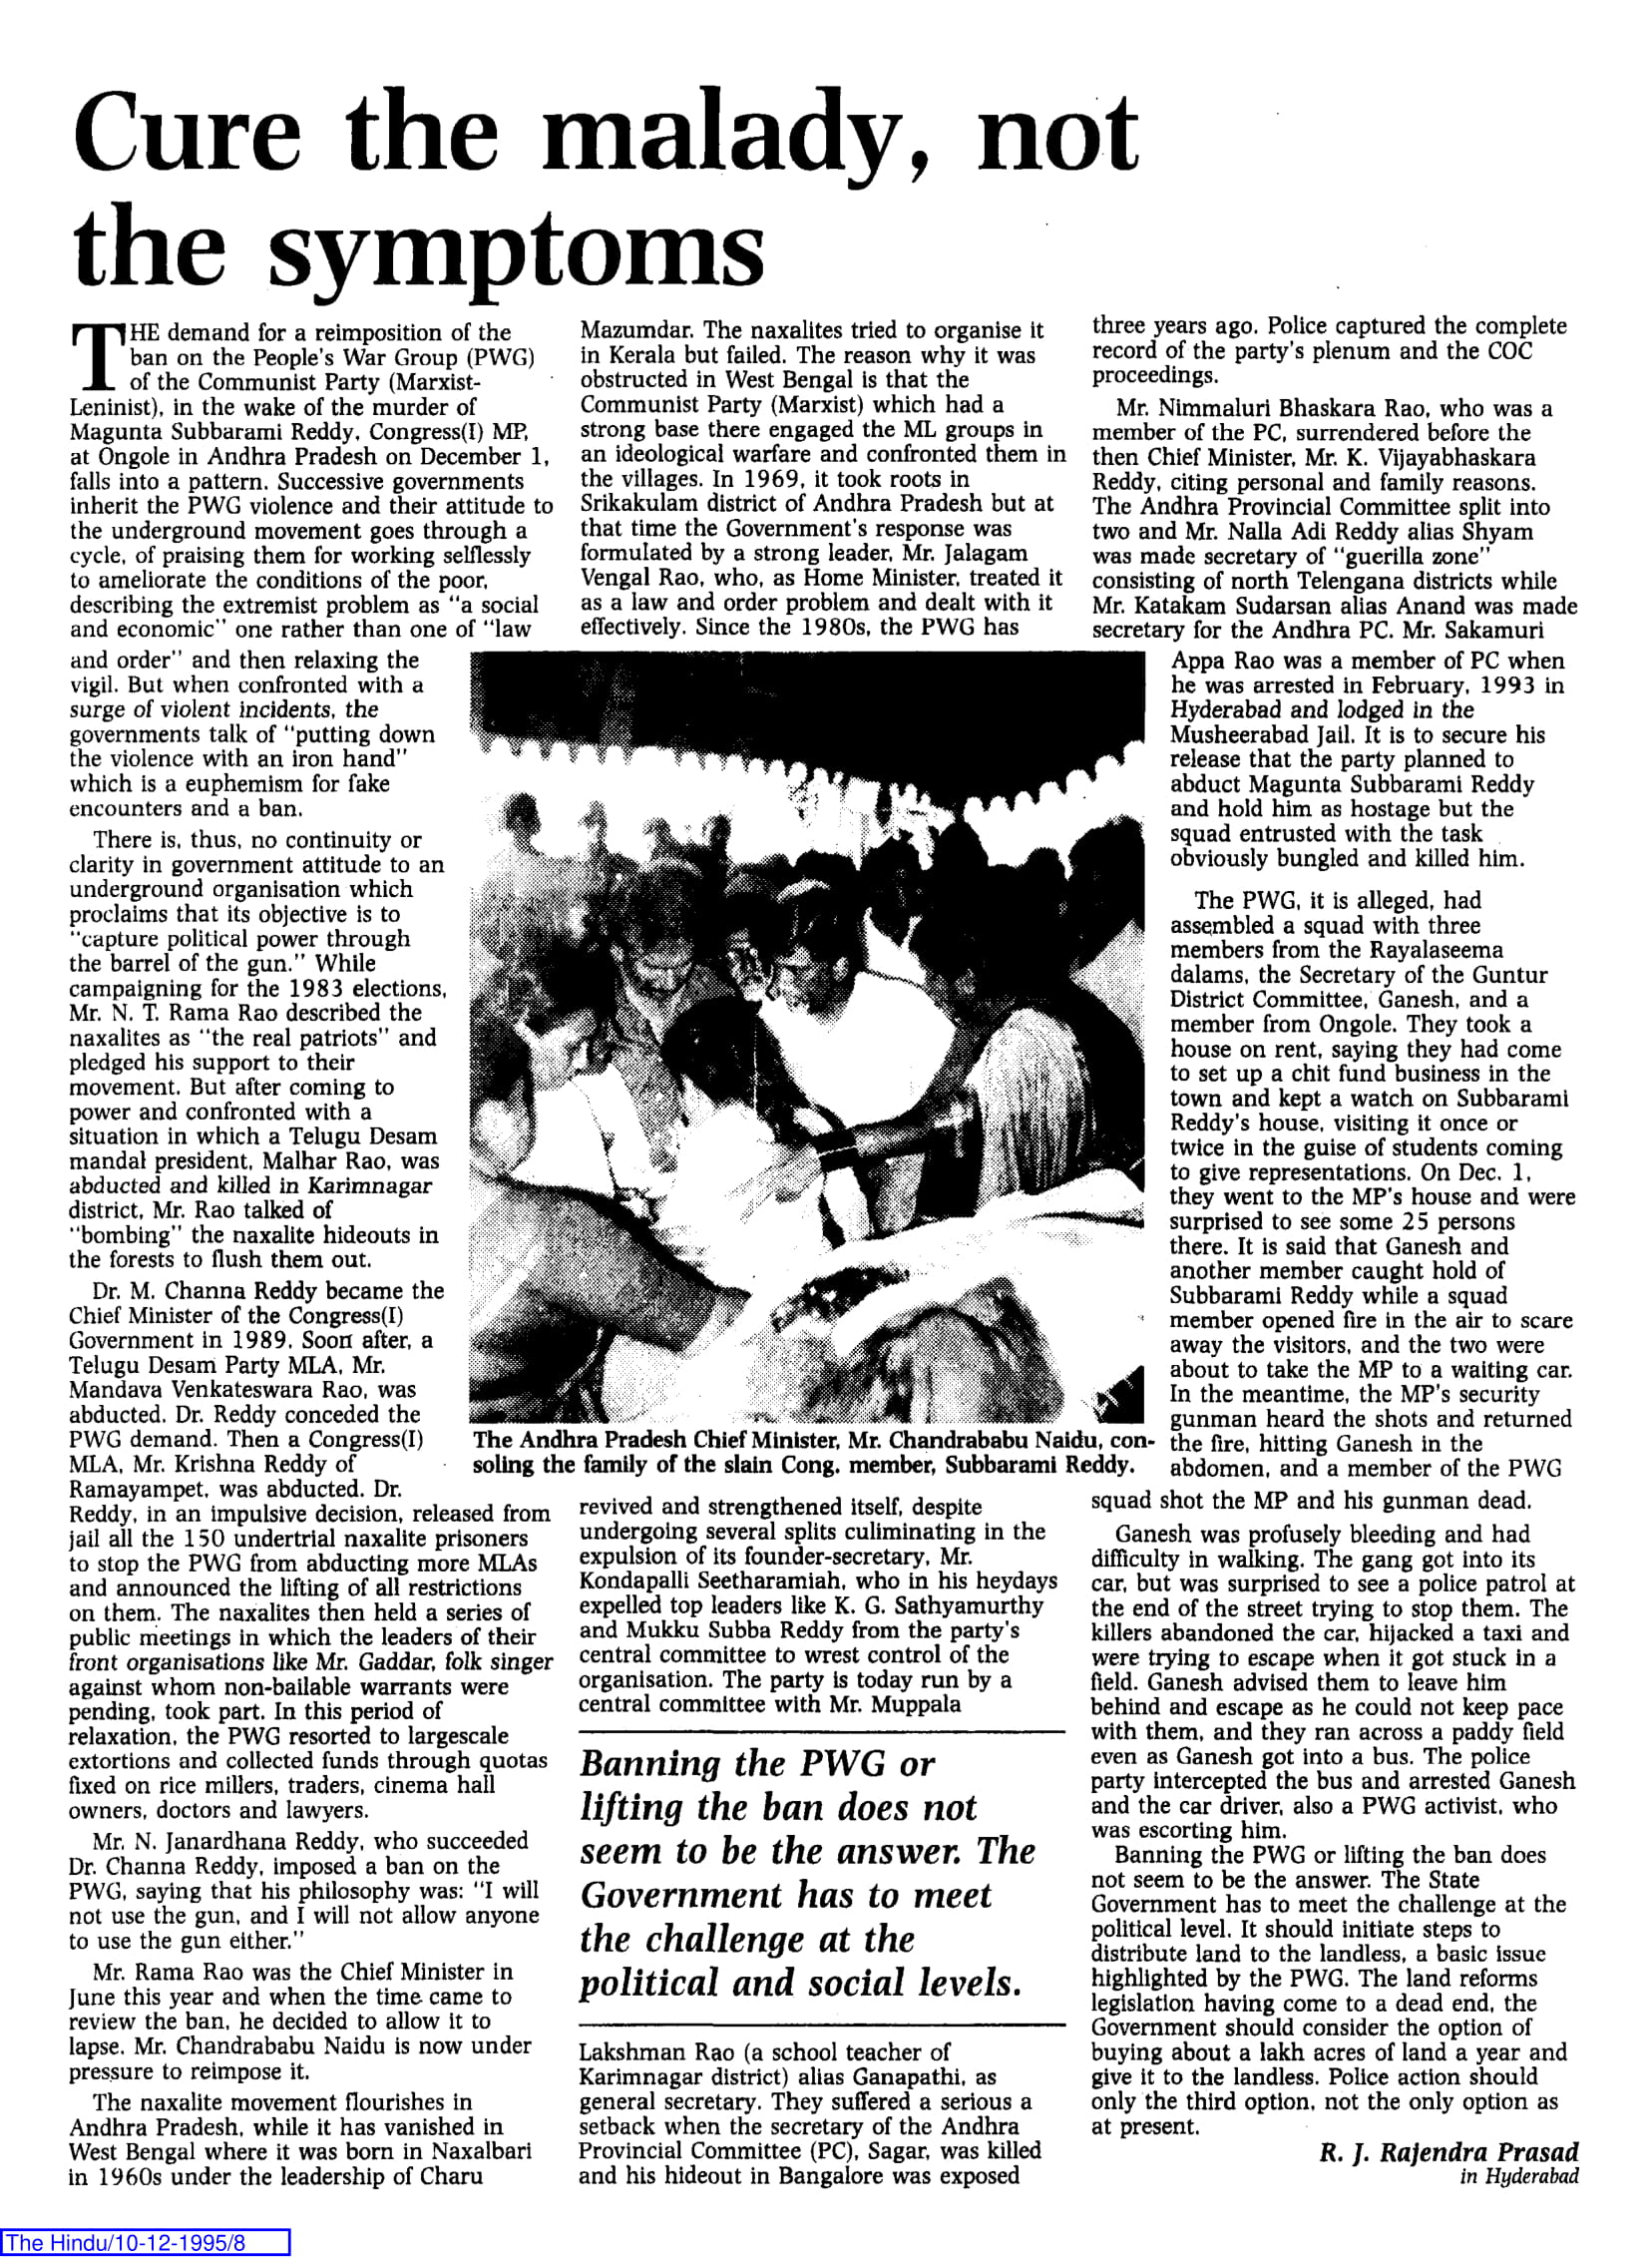 Cure the malady, not
the symptoms
THE demand for a reimposition of the
ban on the People's War Group (PWG)
of the Communist Party (Marxist-
Leninist), in the wake of the murder of
Magunta Subbarami Reddy, Congress(I) MP,
at Ongole in Andhra Pradesh on December 1,
falls into a pattern. Successive governments
inherit the PWG violence and their attitude to
the underground movement goes through a
cycle, of praising them for working selflessly
to ameliorate the conditions of the poor,
describing the extremist problem as "a social
and economic" one rather than one of "law
and order" and then relaxing the
vigil. But when confronted with a
surge of violent incidents, the
governments talk of "putting down
the violence with an iron hand"
which is a euphemism for fake
encounters and a ban.
There is, thus, no continuity or
clarity in government attitude to an
underground organisation which
proclaims that its objective is to
"capture political power through
the barrel of the gun." While
campaigning for the 1983 elections,
Mr. N. T. Rama Rao described the
naxalites as "the real patriots" and
pledged his support to their
movement. But after coming to
power and confronted with a
situation in which a Telugu Desam
mandal president, Malhar Rao, was
abducted and killed in Karimnagar
district, Mr. Rao talked of
"bombing" the naxalite hideouts in
the forests to flush them out.
Dr. M. Channa Reddy became the
Chief Minister of the Congress(I)
Government in 1989. Soon after, a
Telugu Desam Party MLA, Mr.
Mandava Venkateswara Rao, was
abducted. Dr. Reddy conceded the
PWG demand. Then a Congress(I)
MLA, Mr. Krishna Reddy of
Ramayampet, was abducted. Dr.
Reddy, in an impulsive decision, released from
jail all the 150 undertrial naxalite prisoners
to stop the PWG from abducting more MLAs
and announced the lifting of all restrictions
on them. The naxalites then held a series of
public meetings in which the leaders of their
front organisations like Mr. Gaddar, folk singer
against whom non-bailable warrants were
pending, took part. In this period of
relaxation, the PWG resorted to largescale
extortions and collected funds through quotas
fixed on rice millers, traders, cinema hall
owners, doctors and lawyers.
Mr. N. Janardhana Reddy, who succeeded
Dr. Channa Reddy, imposed a ban on the
PWG, saying that his philosophy was: "I will
not use the gun, and I will not allow anyone
to use the gun either."
Mr. Rama Rao was the Chief Minister in
June this year and when the time came to
review the ban, he decided to allow it to
lapse. Mr. Chandrababu Naidu is now under
pressure to reimpose it.
The naxalite movement flourishes in
Andhra Pradesh, while it has vanished in
West Bengal where it was born in Naxalbari
in 1960s under the leadership of Charu
Mazumdar. The naxalites tried to organise it
in Kerala but failed. The reason why it was
obstructed in West Bengal is that the
Communist Party (Marxist) which had a
strong base there engaged the ML groups in
an ideological warfare and confronted them in
the villages. In 1969, it took roots in
Srikakulam district of Andhra Pradesh but at
that time the Government's response was
formulated by a strong leader, Mr. Jalagam
Vengal Rao, who, as Home Minister, treated it
as a law and order problem and dealt with it
effectively. Since the 1980s, the PWG has
The Andhra Pradesh Chief Minister, Mr. Chandrababu Naidu, con-
soling the family of the slain Cong. member, Subbarami Reddy.
revived and strengthened itself, despite
undergoing several splits culiminating in the
expulsion of its founder-secretary, Mr.
Kondapalli Seetharamiah, who in his heydays
expelled top leaders like K. G. Sathyamurthy
and Mukku Subba Reddy from the party's
central committee to wrest control of the
organisation. The party is today run by a
central committee with Mr. Muppala
Banning the PWG or
lifting the ban does not
seem to be the answer. The
Government has to meet
the challenge at the
political and social levels.
Lakshman Rao (a school teacher of
Karimnagar district) alias Ganapathi, as
general secretary. They suffered a serious a
setback when the secretary of the Andhra
Provincial Committee (PC), Sagar, was killed
and his hideout in Bangalore was exposed
three years ago. Police captured the complete
record of the party's plenum and the COC
proceedings.
Mr. Nimmaluri Bhaskara Rao, who was a
member of the PC, surrendered before the
then Chief Minister, Mr. K. Vijayabhaskara
Reddy, citing personal and family reasons.
The Andhra Provincial Committee split into
two and Mr. Nalla Adi Reddy alias Shyam
was made secretary of "guerilla zone"
consisting of north Telengana districts while
Mr. Katakam Sudarsan alias Anand was made
secretary for the Andhra PC. Mr. Sakamuri
Appa Rao was a member of PC when
he was arrested in February, 1993 in
Hyderabad and lodged in the
Musheerabad Jail. It is to secure his
release that the party planned to
abduct Magunta Subbarami Reddy
and hold him as hostage but the
squad entrusted with the task
obviously bungled and killed him.
The PWG, it is alleged, had
assembled a squad with three
members from the Rayalaseema
dalams, the Secretary of the Guntur
District Committee, Ganesh, and a
member from Ongole. They took a
house on rent, saying they had come
to set up a chit fund business in the
town and kept a watch on Subbarami
Reddy's house, visiting it once or
twice in the guise of students coming
to give representations. On Dec. 1,
they went to the MP's house and were
surprised to see some 25 persons
there. It is said that Ganesh and
another member caught hold of
Subbarami Reddy while a squad
member opened fire in the air to scare
away the visitors, and the two were
about to take the MP to a waiting car.
In the meantime, the MP's security
gunman heard the shots and returned
the fire, hitting Ganesh in the
abdomen, and a member of the PWG
squad shot the MP and his gunman dead.
Ganesh was profusely bleeding and had
difficulty in walking. The gang got into its
car, but was surprised to see a police patrol at
the end of the street trying to stop them. The
killers abandoned the car, hijacked a taxi and
were trying to escape when it got stuck in a
field. Ganesh advised them to leave him
behind and escape as he could not keep pace
with them, and they ran across a paddy field
even as Ganesh got into a bus. The police
party intercepted the bus and arrested Ganesh
and the car driver, also a PWG activist, who
was escorting him.
Banning the PWG or lifting the ban does
not seem to be the answer. The State
Government has to meet the challenge at the
political level. It should initiate steps to
distribute land to the landless, a basic issue
highlighted by the PWG. The land reforms
legislation having come to a dead end, the
Government should consider the option of
buying about a lakh acres of land a year and
give it to the landless. Police action should
only the third option, not the only option as
at present.
R. J. Rajendra Prasad
in Hyderabad
The Hindu/10-12-1995/8